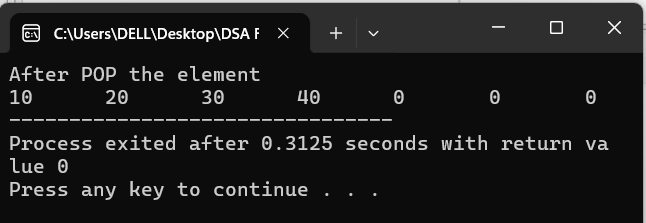 C:\Users\DELL\Desktop\DSA F
After POP the element
10 20 30 40 0 0 0
--------------------------------
Process exited after 0.3125 seconds with return va
lue 0
Press any key to continue . . .